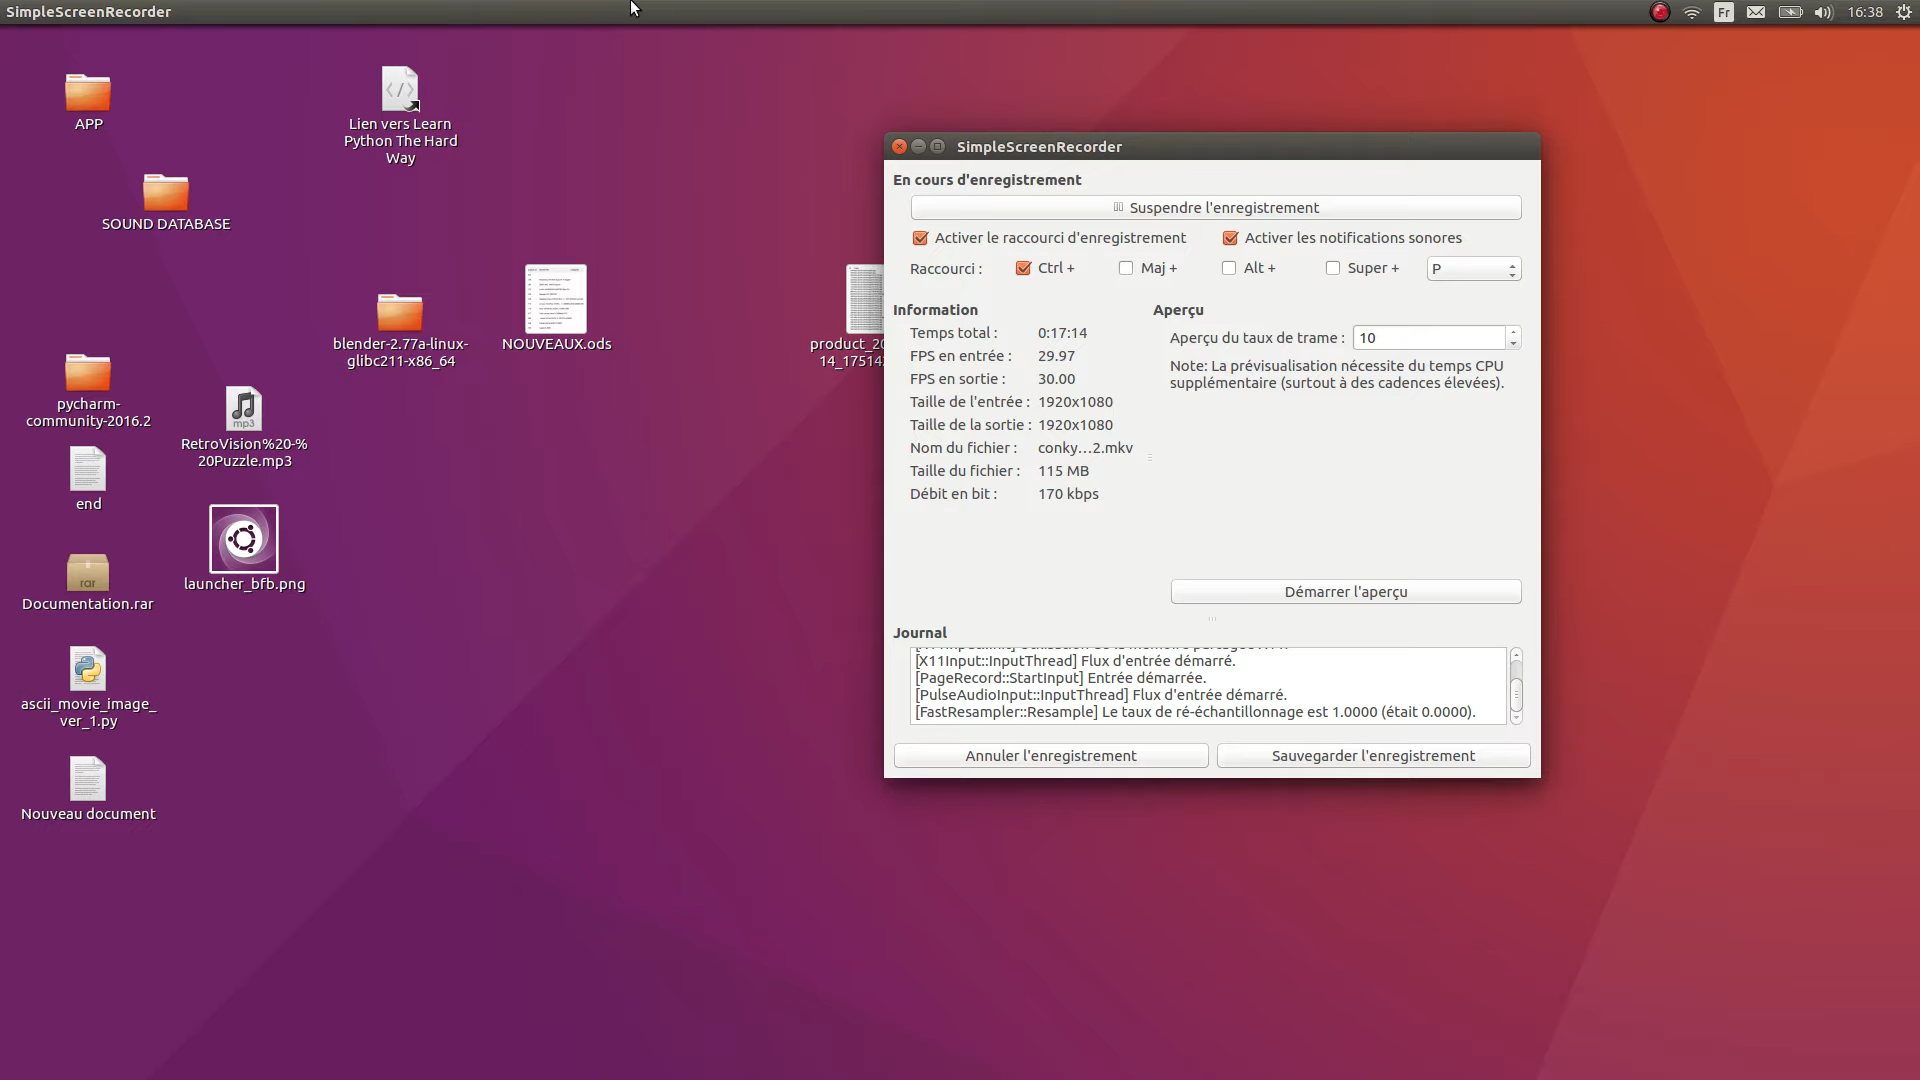 SimpleScreenRecorder
Fr
16:38
APP
Lien vers Learn
Python The Hard
Way
SOUND DATABASE
blender-2.77a-linux-
glibc211-x86_64
NOUVEAUX.ods
product_20
14_17514
pycharm-
community-2016.2
mp3
RetroVision%20-%
20Puzzle.mp3
end
launcher_bfb.png
rar
Documentation.rar
ascii_movie_image_
ver_1.py
Nouveau document
SimpleScreenRecorder
En cours d'enregistrement
Suspendre l'enregistrement
Activer le raccourci d'enregistrement
Activer les notifications sonores
Raccourci :
Ctrl +
Maj +
Alt +
Super +
P
Information
Temps total : 0:17:14
FPS en entrée : 29.97
FPS en sortie : 30.00
Taille de l'entrée : 1920x1080
Taille de la sortie : 1920x1080
Nom du fichier : conky...2.mkv
Taille du fichier : 115 MB
Débit en bit : 170 kbps
Aperçu
Aperçu du taux de trame : 10
Note: La prévisualisation nécessite du temps CPU
supplémentaire (surtout à des cadences élevées).
Démarrer l'aperçu
Journal
[X11Input::InputThread] Flux d'entrée démarré.
[PageRecord::StartInput] Entrée démarrée.
[PulseAudioInput::InputThread] Flux d'entrée démarré.
[FastResampler::Resample] Le taux de ré-échantillonnage est 1.0000 (était 0.0000).
Annuler l'enregistrement
Sauvegarder l'enregistrement